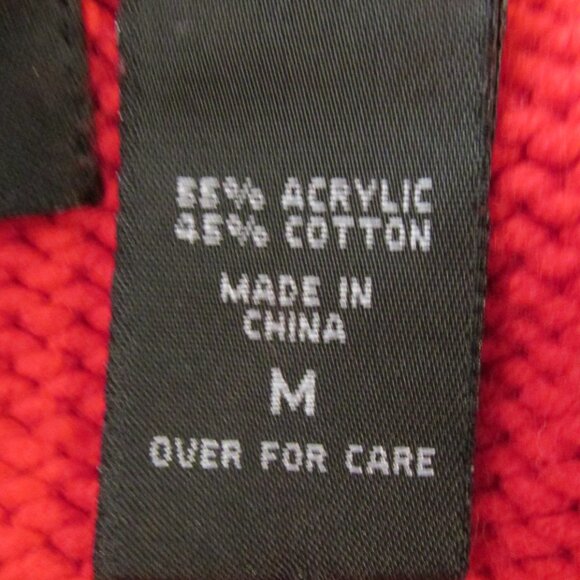 55% ACRYLIC
45% COTTON
MADE IN
CHINA
M
OVER FOR CARE